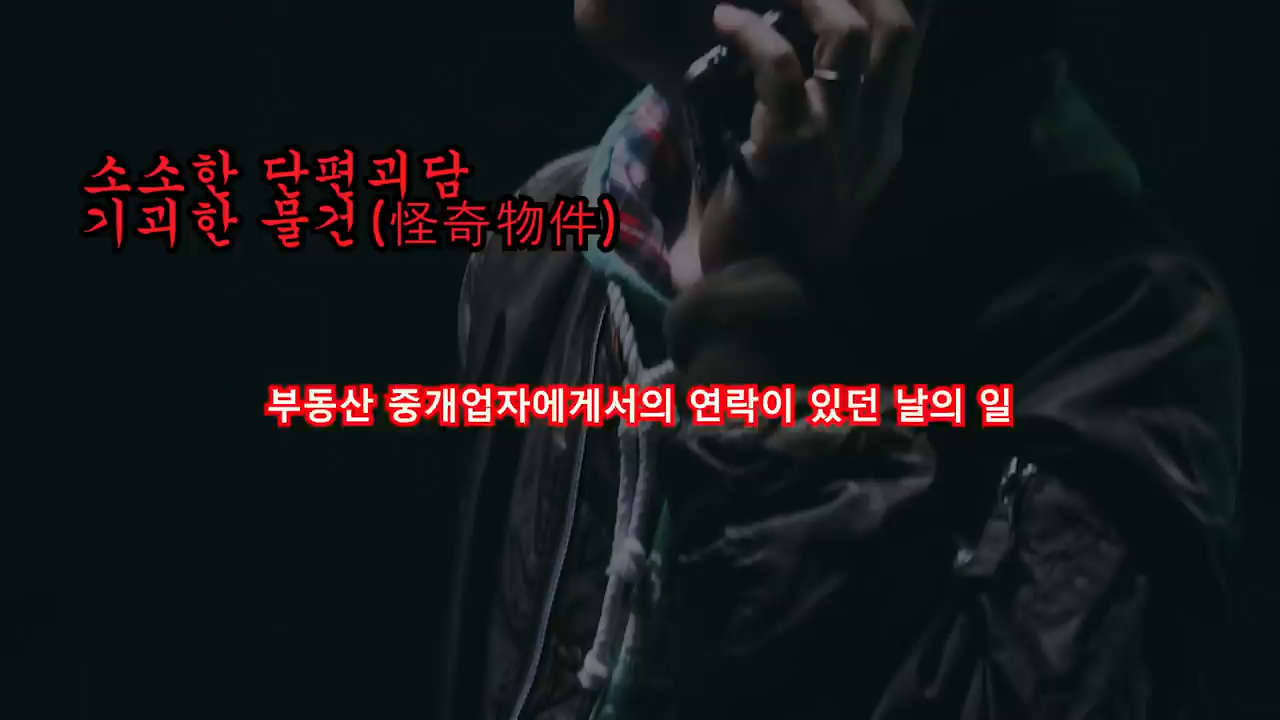 소소한 단편괴담
기괴한 물건(怪奇物件)
부동산 중개업자에게서의 연락이 있던 날의 일